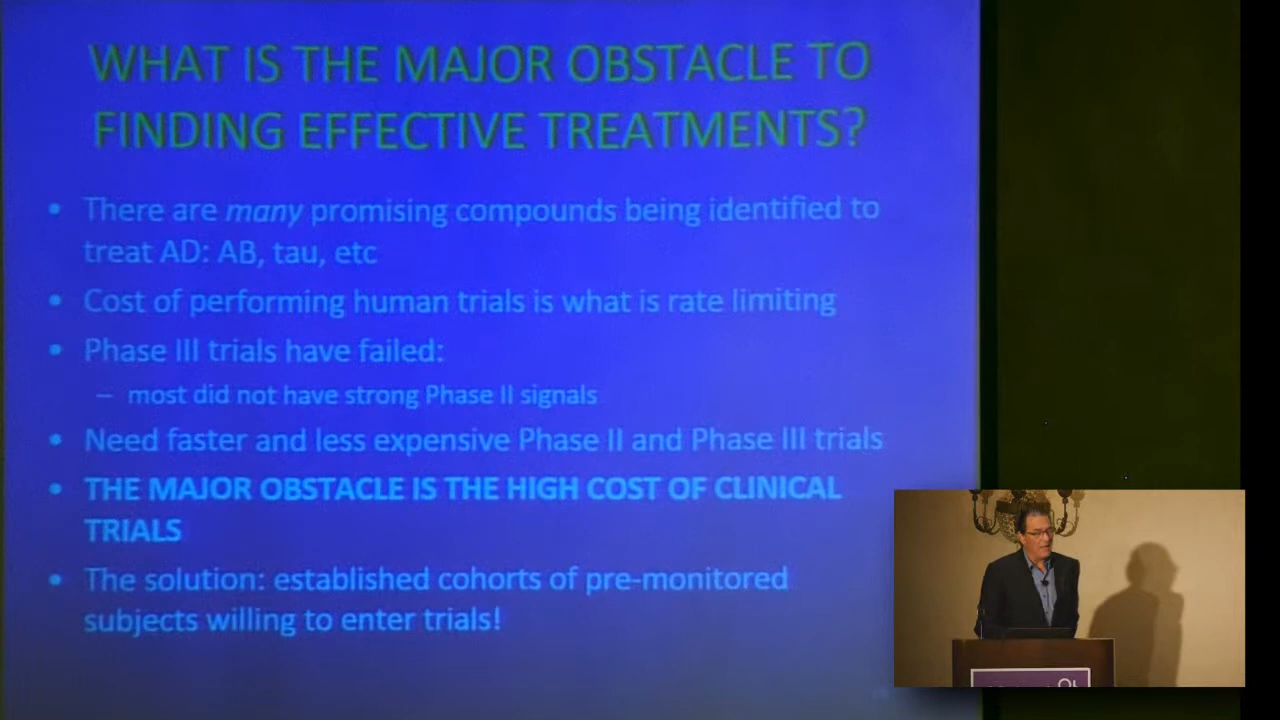 WHAT IS THE MAJOR OBSTACLE TO
FINDING EFFECTIVE TREATMENTS?
• There are many promising compounds being identified to
treat AD: AB, tau, etc
• Cost of performing human trials is what is rate limiting
• Phase III trials have failed:
– most did not have strong Phase II signals
• Need faster and less expensive Phase II and Phase III trials
• THE MAJOR OBSTACLE IS THE HIGH COST OF CLINICAL
TRIALS
• The solution: established cohorts of pre-monitored
subjects willing to enter trials!